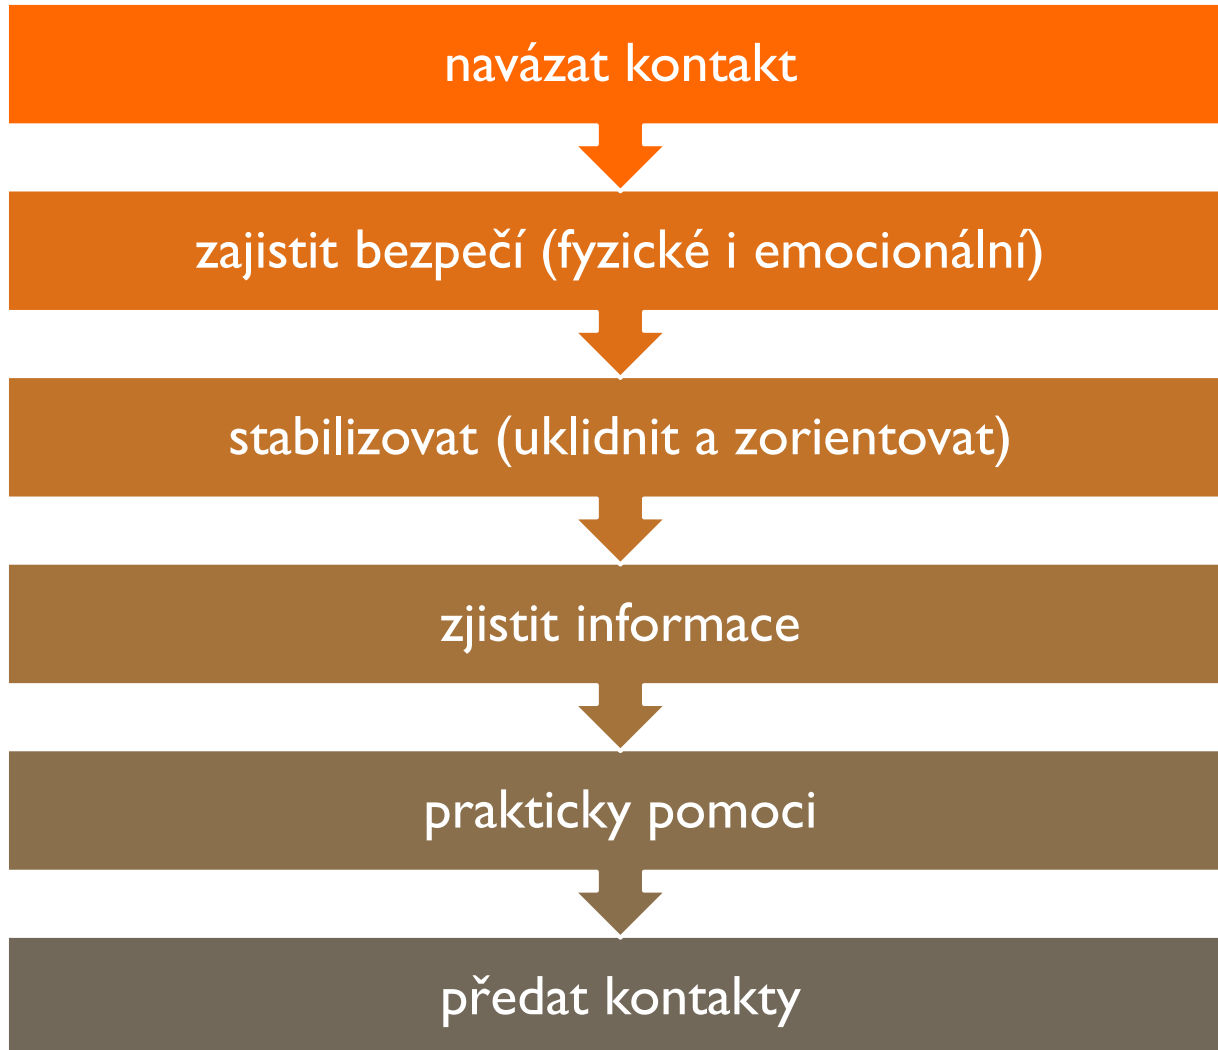 navázat kontakt
zajistit bezpečí (fyzické i emocionální)
stabilizovat (uklidnit a zorientovat)
zjistit informace
prakticky pomoci
předat kontakty